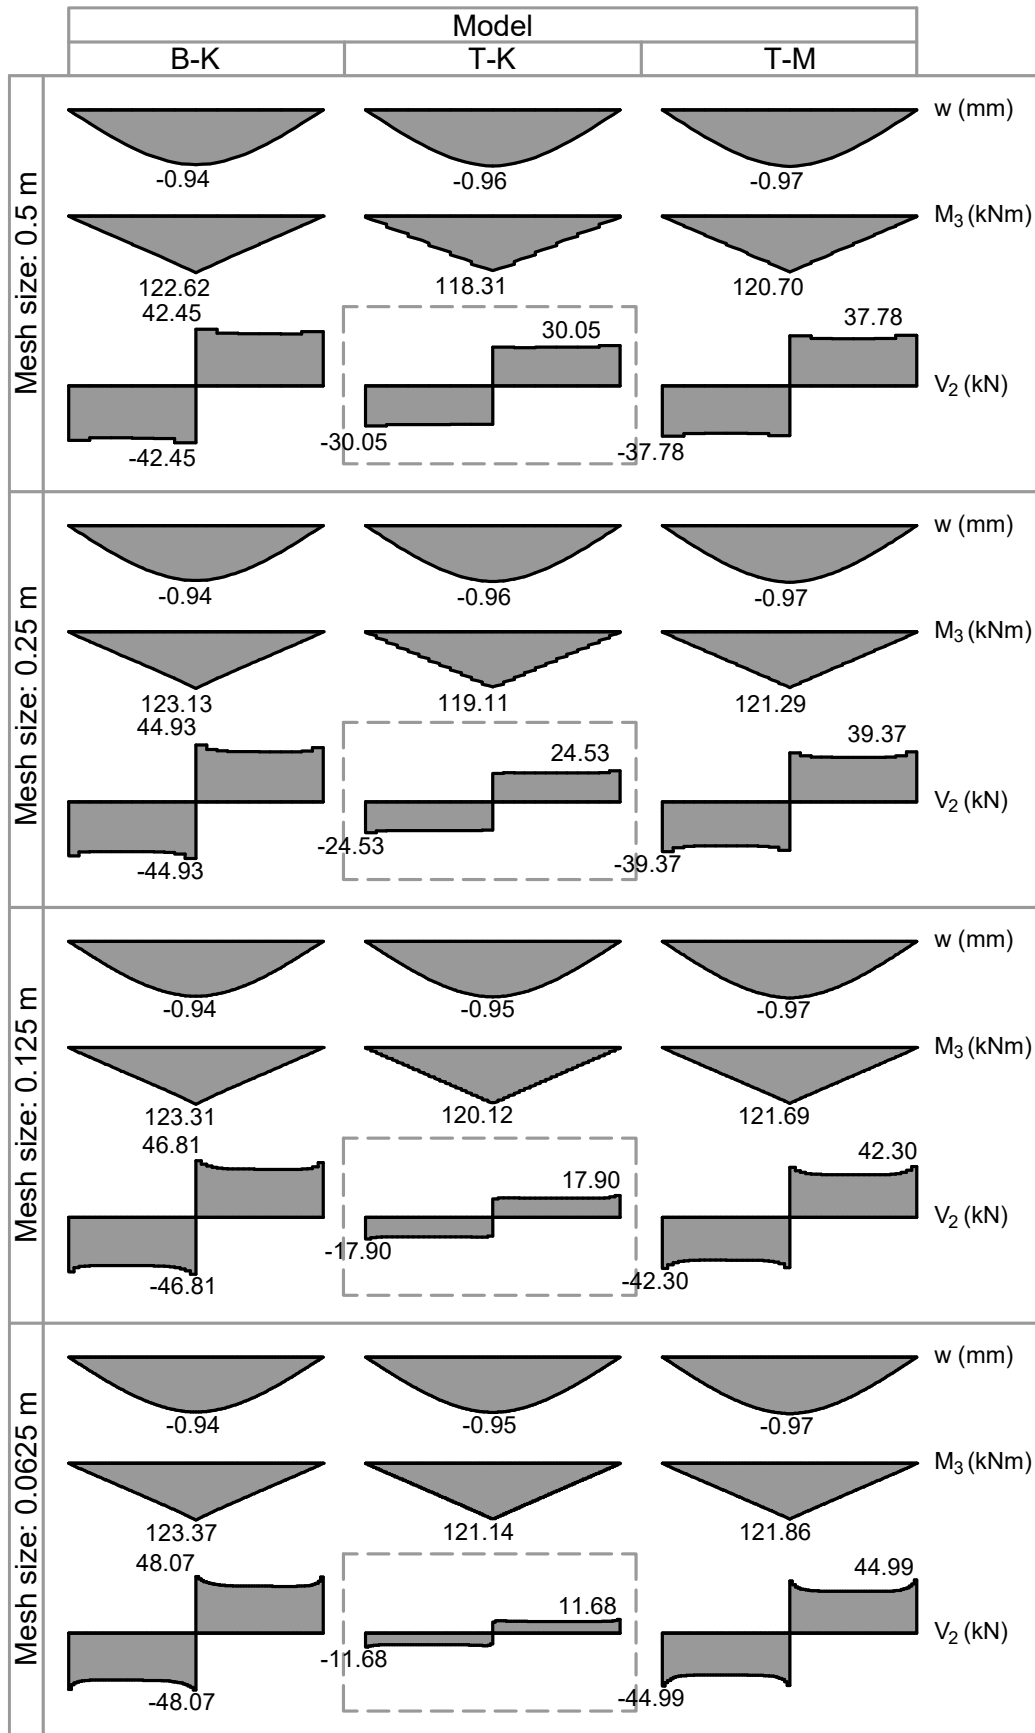 Model
B-K T-K T-M
Mesh size: 0.5 m
w (mm)
-0.94 -0.96 -0.97
M3 (kNm)
122.62 118.31 120.70
42.45 30.05 37.78
V2 (kN)
-42.45 -30.05 -37.78
Mesh size: 0.25 m
w (mm)
-0.94 -0.96 -0.97
M3 (kNm)
123.13 119.11 121.29
44.93 24.53 39.37
V2 (kN)
-44.93 -24.53 -39.37
Mesh size: 0.125 m
w (mm)
-0.94 -0.95 -0.97
M3 (kNm)
123.31 120.12 121.69
46.81 17.90 42.30
V2 (kN)
-46.81 -17.90 -42.30
Mesh size: 0.0625 m
w (mm)
-0.94 -0.95 -0.97
M3 (kNm)
123.37 121.14 121.86
48.07 11.68 44.99
V2 (kN)
-48.07 -11.68 -44.99